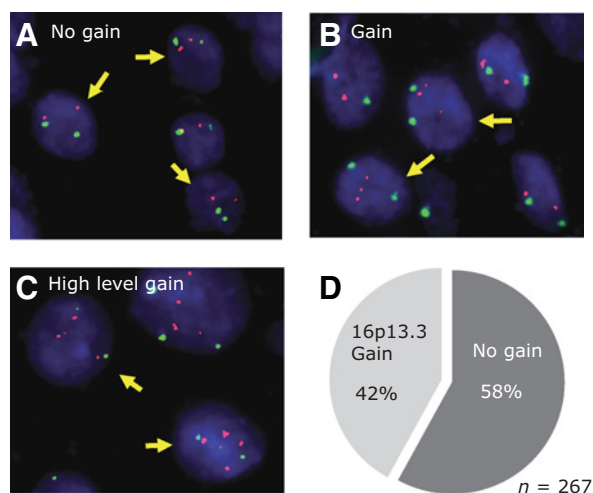 A No gain
B Gain
C High level gain
D
16p13.3
Gain
42%
No gain
58%
n = 267